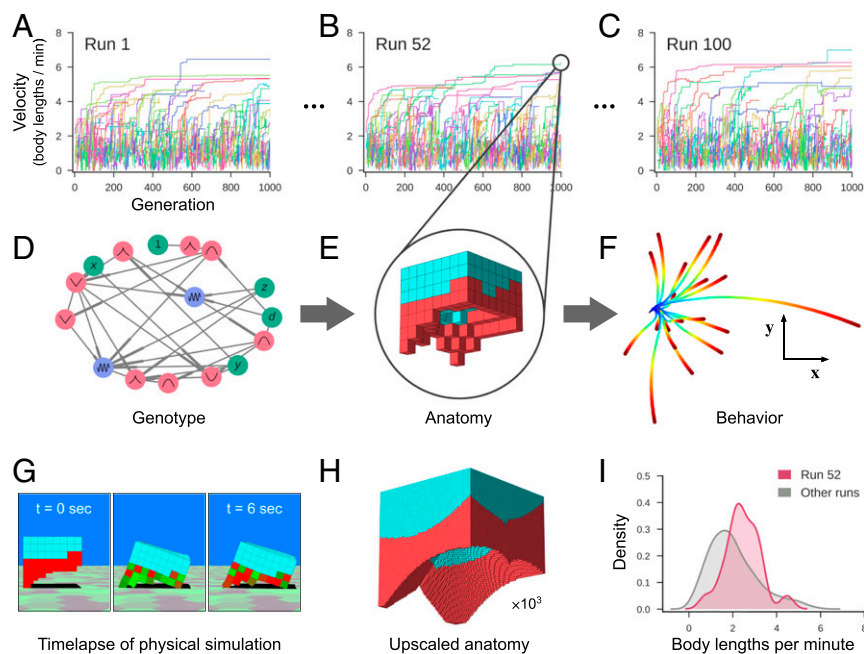 A
B
C
Run 1
Run 52
Run 100
8
6
4
2
0
Velocity
(body lengths / min)
8
6
4
2
0
8
6
4
2
0
...
...
0 200 400 600 800 1000
0 200 400 600 800 1000
0 200 400 600 800 1000
Generation
D
E
F
1
x
z
d
y
y
x
Genotype
Anatomy
Behavior
G
H
I
t = 0 sec
t = 6 sec
×10³
0.5
0.4
0.3
0.2
0.1
0.0
Density
Run 52
Other runs
0 2 4 6 8
Timelapse of physical simulation
Upscaled anatomy
Body lengths per minute